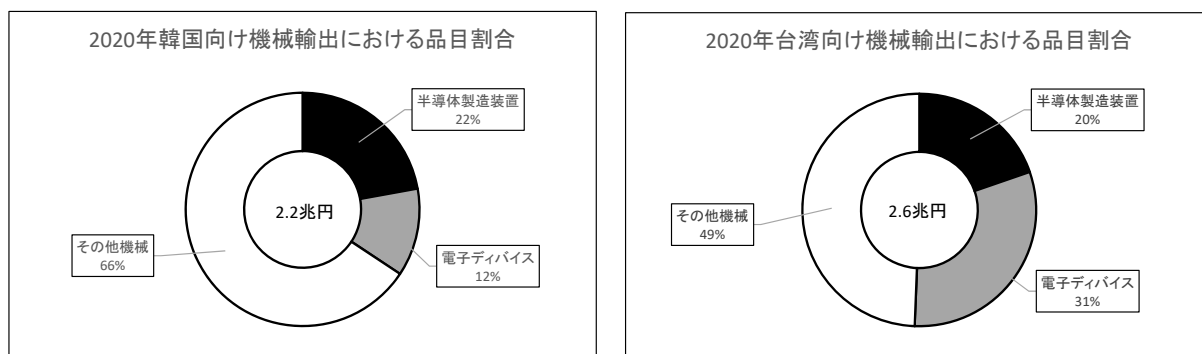 2020年韓国向け機械輸出における品目割合
半導体製造装置
22%
2.2兆円
その他機械
66%
電子ディバイス
12%
2020年台湾向け機械輸出における品目割合
半導体製造装置
20%
2.6兆円
その他機械
49%
電子ディバイス
31%